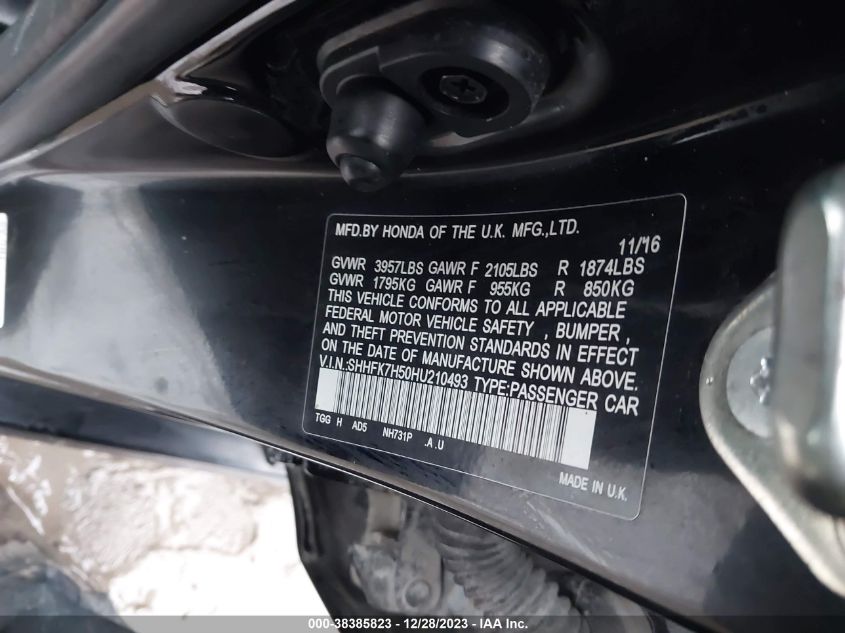 MFD.BY HONDA OF THE U.K. MFG.,LTD.
11/'16
GVWR 3957LBS GAWR F 2105LBS R 1874LBS
GVWR 1795KG GAWR F 955KG R 850KG
THIS VEHICLE CONFORMS TO ALL APPLICABLE
FEDERAL MOTOR VEHICLE SAFETY , BUMPER ,
AND THEFT PREVENTION STANDARDS IN EFFECT
ON THE DATE OF MANUFACTURE SHOWN ABOVE.
V.I.N.:SHHFK7H50HU210493 TYPE:PASSENGER CAR
TGG H AD5 NH731P .A.U
MADE IN U.K.
000-38385823 - 12/28/2023 - IAA Inc.